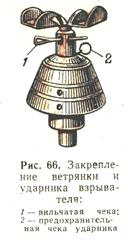 1
2
Рис. 66. Закрепле-
ние ветрянки и
ударника взрыва-
теля:
1 — вильчатая чека;
2 — предохранитель-
ная чека ударника